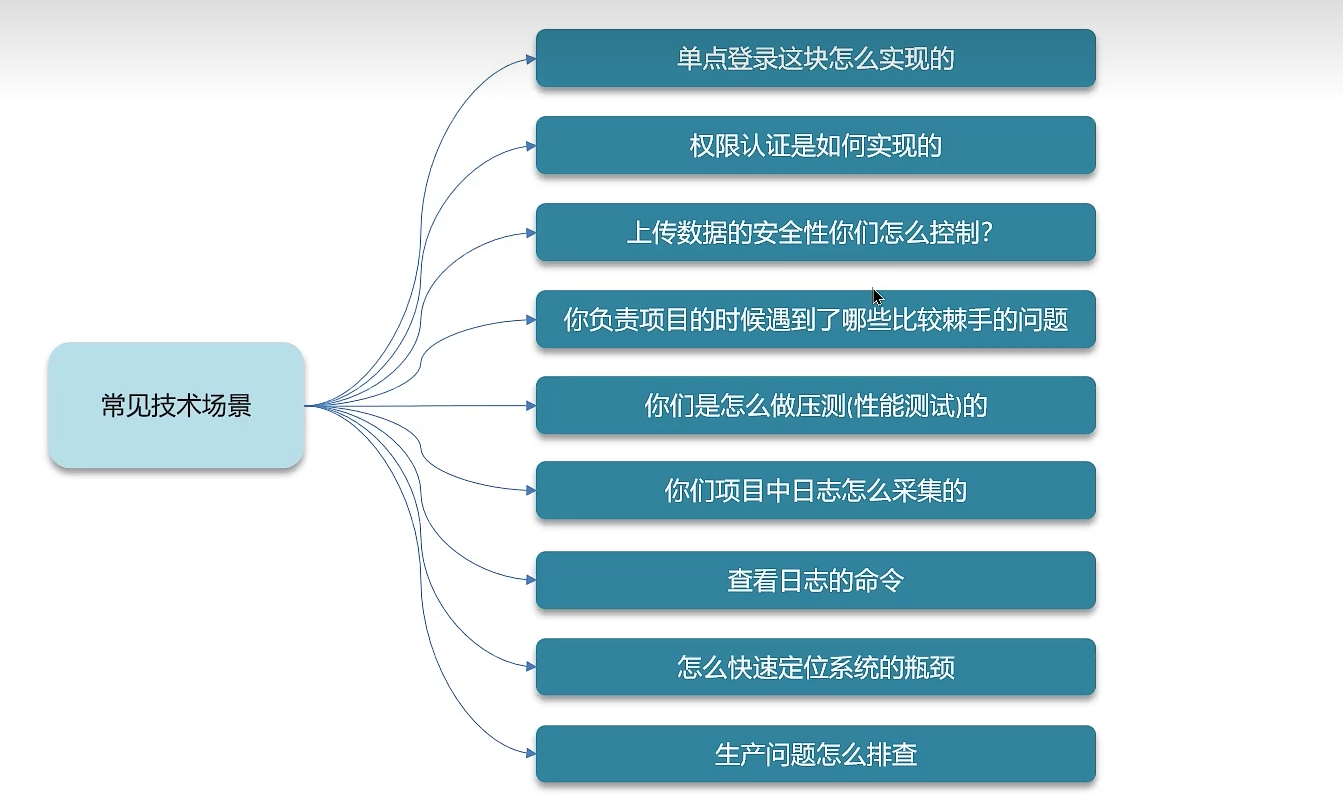 单点登录这块怎么实现的
权限认证是如何实现的
上传数据的安全性你们怎么控制?
你负责项目的时候遇到了哪些比较棘手的问题
常见技术场景
你们是怎么做压测(性能测试)的
你们项目中日志怎么采集的
查看日志的命令
怎么快速定位系统的瓶颈
生产问题怎么排查